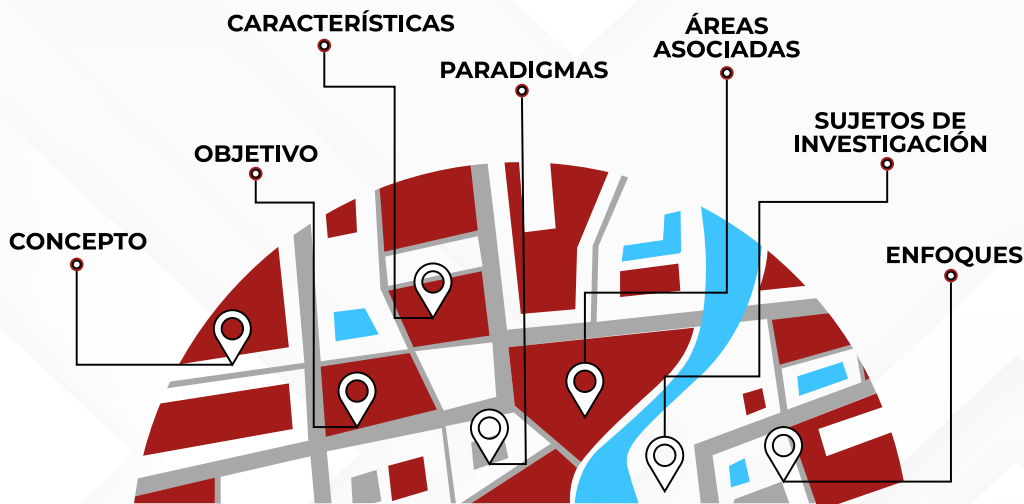 CARACTERÍSTICAS
ÁREAS
ASOCIADAS
PARADIGMAS
SUJETOS DE
INVESTIGACIÓN
OBJETIVO
CONCEPTO
ENFOQUES